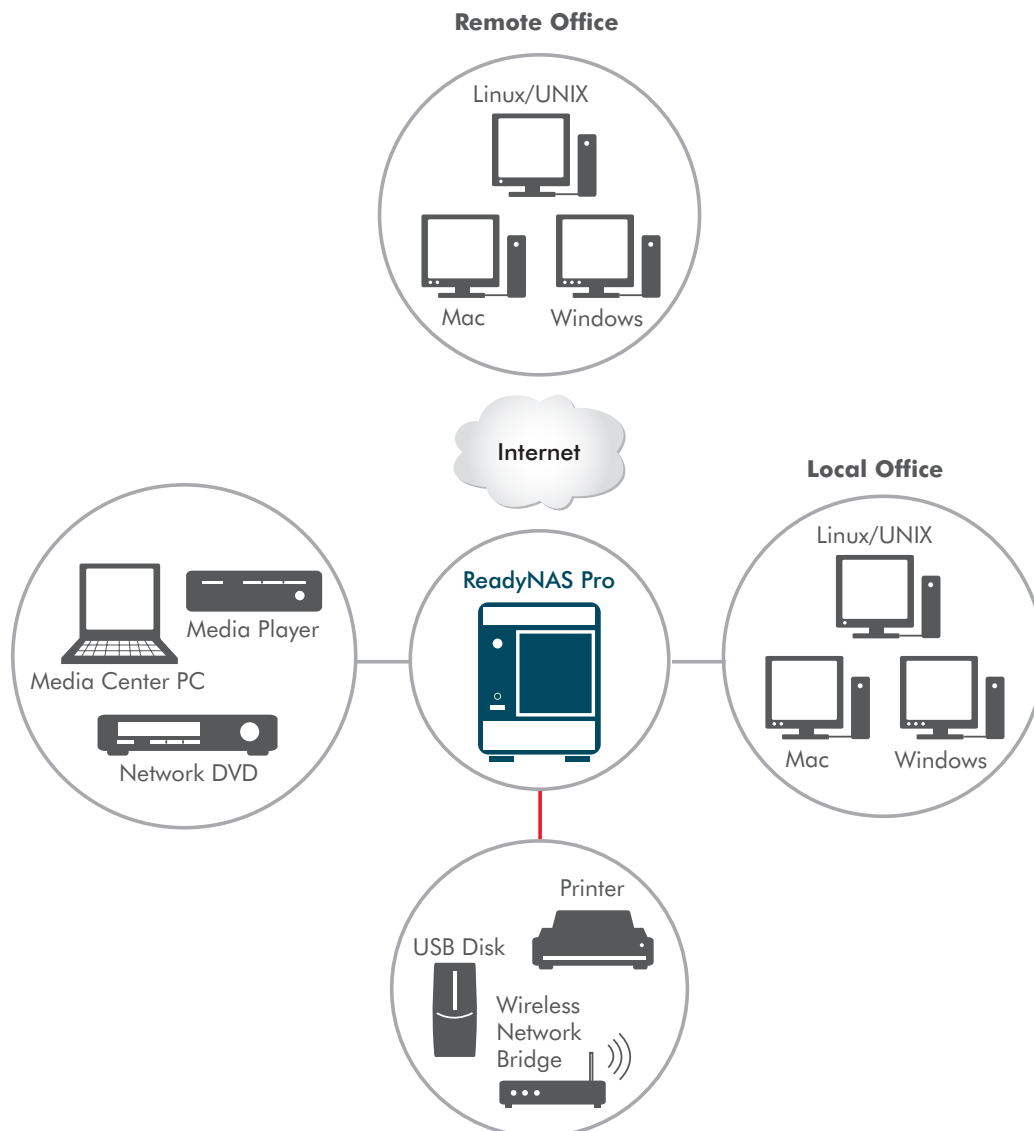 Remote Office
Linux/UNIX
Mac
Windows
Internet
Local Office
Linux/UNIX
Mac
Windows
ReadyNAS Pro
Media Player
Media Center PC
Network DVD
Printer
USB Disk
Wireless
Network
Bridge